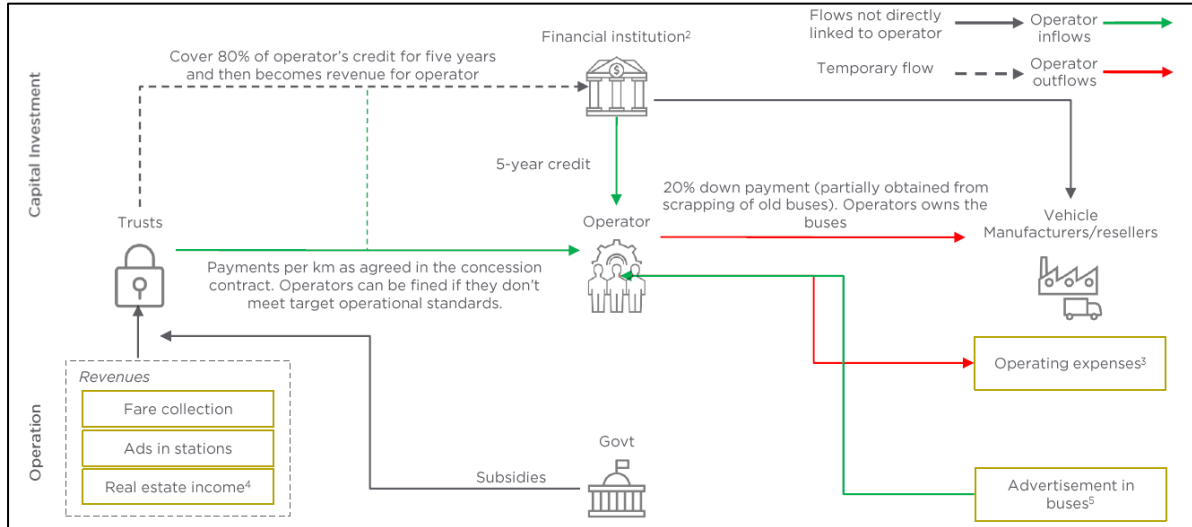 Flows not directly
linked to operator
Operator
inflows
Temporary flow
Operator
outflows
Capital Investment
Cover 80% of operator's credit for five years
and then becomes revenue for operator
Financial institution²
$
5-year credit
20% down payment (partially obtained from
scrapping of old buses). Operators owns the
buses
Trusts
Operator
Vehicle
Manufacturers/resellers
Payments per km as agreed in the concession
contract. Operators can be fined if they don't
meet target operational standards.
Operation
Revenues
Fare collection
Ads in stations
Real estate income⁴
Operating expenses³
Govt
Subsidies
Advertisement in
buses⁵